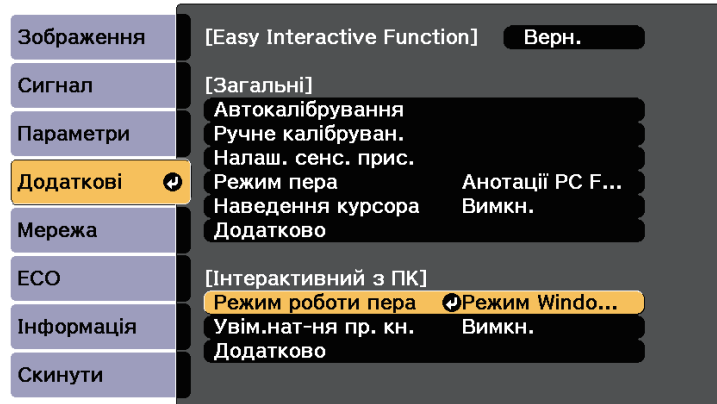 Зображення
Сигнал
Параметри
Додаткові
Мережа
ECO
Інформація
Скинути
[Easy Interactive Function] Верн.
[Загальні]
Автокалібрування
Ручне калібруван.
Налаш. сенс. прис.
Режим пера Анотації PC F...
Наведення курсора Вимкн.
Додатково
[Інтерактивний з ПК]
Режим роботи пера Режим Windo...
Увім.нат-ня пр. кн. Вимкн.
Додатково